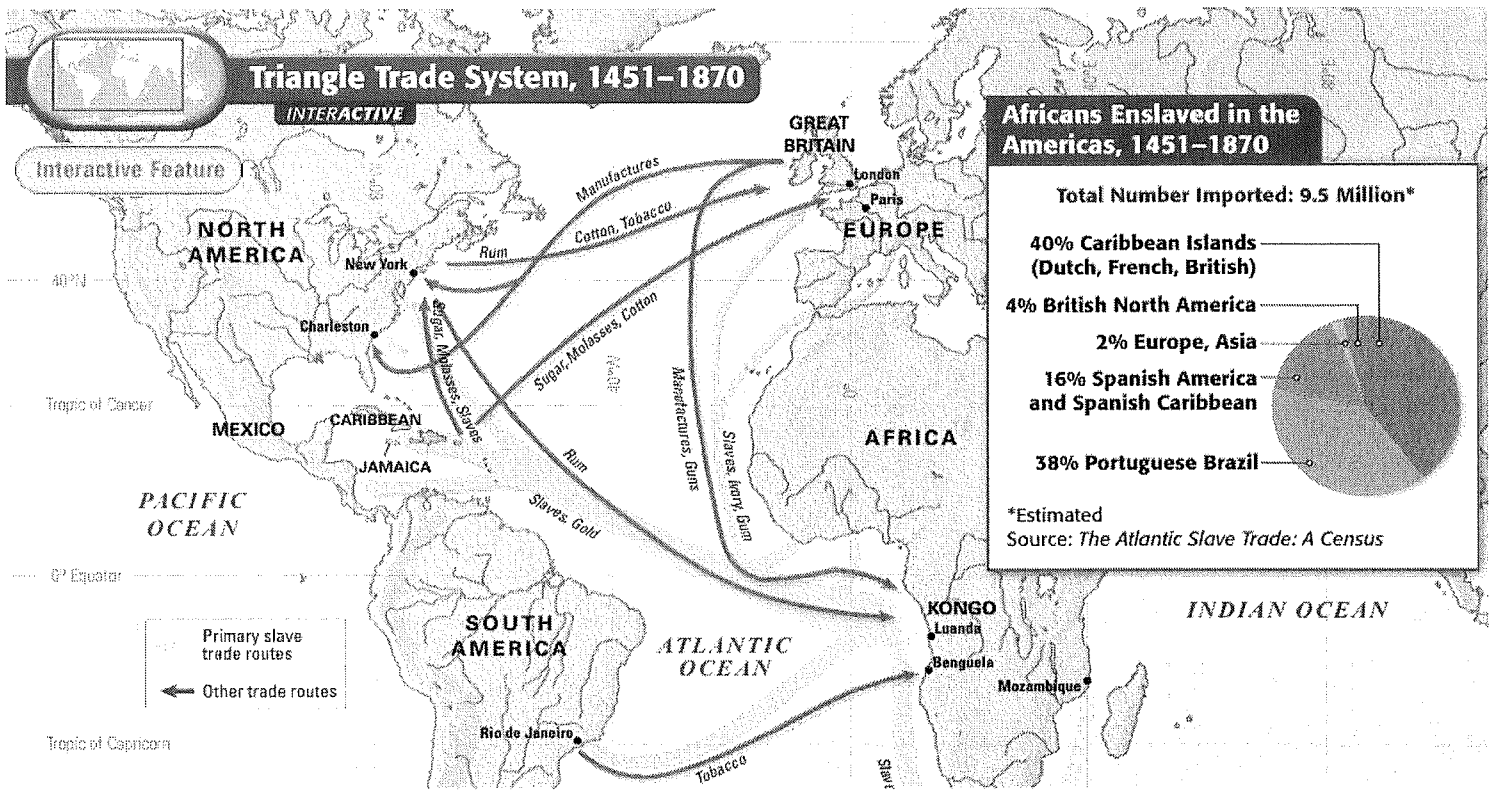 Triangle Trade System, 1451–1870
INTERACTIVE
Interactive Feature
NORTH
AMERICA
New York
40°N
Charleston
Tropic of Cancer
MEXICO
CARIBBEAN
JAMAICA
PACIFIC
OCEAN
0° Equator
Primary slave
trade routes
Other trade routes
Tropic of Capricorn
SOUTH
AMERICA
Rio de Janeiro
ATLANTIC
OCEAN
Manufactures
Cotton, Tobacco
Rum
Sugar, Molasses, Slaves
Sugar, Molasses, Cotton
Rum
Slaves, Gold
Manufactures, Guns
Slaves, Ivory, Gum
Tobacco
GREAT
BRITAIN
London
Paris
EUROPE
AFRICA
KONGO
Luanda
Benguela
Mozambique
INDIAN OCEAN
40°E
Africans Enslaved in the
Americas, 1451–1870
Total Number Imported: 9.5 Million*
40% Caribbean Islands
(Dutch, French, British)
4% British North America
2% Europe, Asia
16% Spanish America
and Spanish Caribbean
38% Portuguese Brazil
*Estimated
Source: The Atlantic Slave Trade: A Census